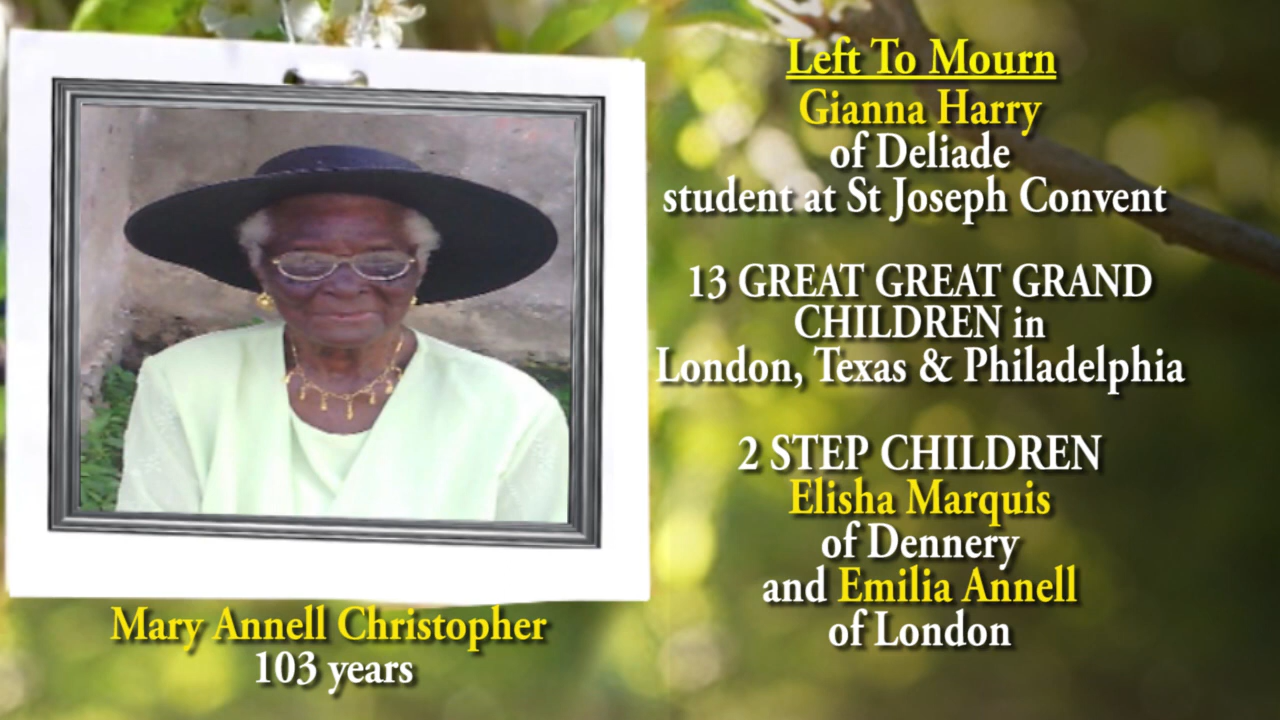 Left To Mourn
Gianna Harry
of Deliade
student at St Joseph Convent
13 GREAT GREAT GRAND
CHILDREN in
London, Texas & Philadelphia
2 STEP CHILDREN
Elisha Marquis
of Dennery
and Emilia Annell
of London
Mary Annell Christopher
103 years